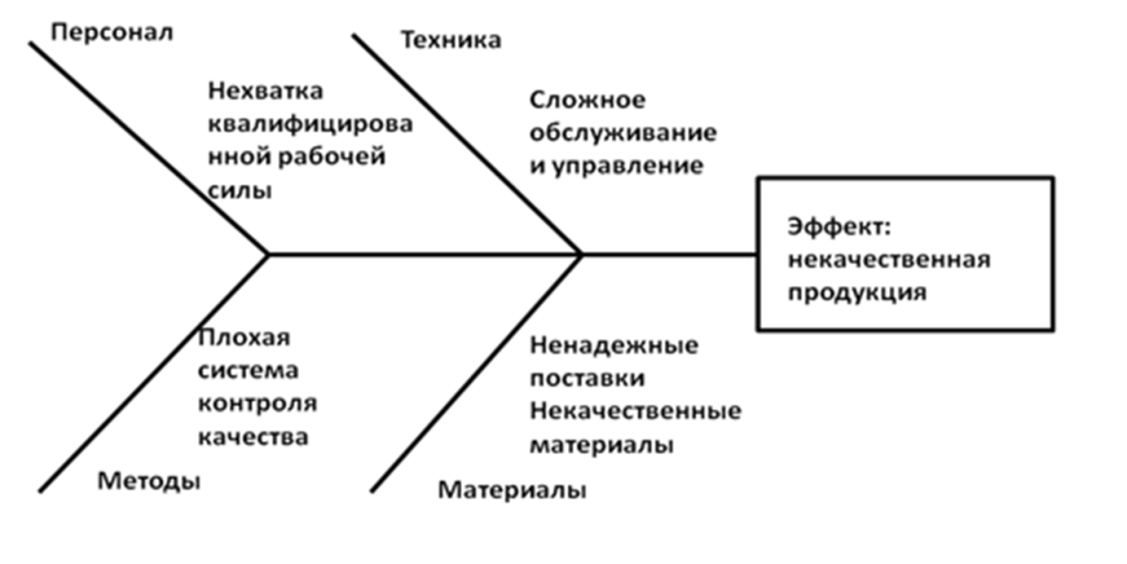 Персонал
Техника
Нехватка
квалифицирова
нной рабочей
силы
Сложное
обслуживание
и управление
Эффект:
некачественная
продукция
Плохая
система
контроля
качества
Ненадежные
поставки
Некачественные
материалы
Методы
Материалы